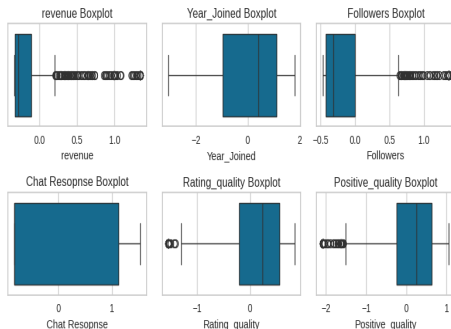 revenue Boxplot
Year_Joined Boxplot
Followers Boxplot
0.0 0.5 1.0
−2 0 2
−0.5 0.0 0.5 1.0
revenue
Year_Joined
Followers
Chat Resopnse Boxplot
Rating_quality Boxplot
Positive_quality Boxplot
0 1
−1 0
−2 −1 0 1
Chat Resopnse
Rating_quality
Positive_quality